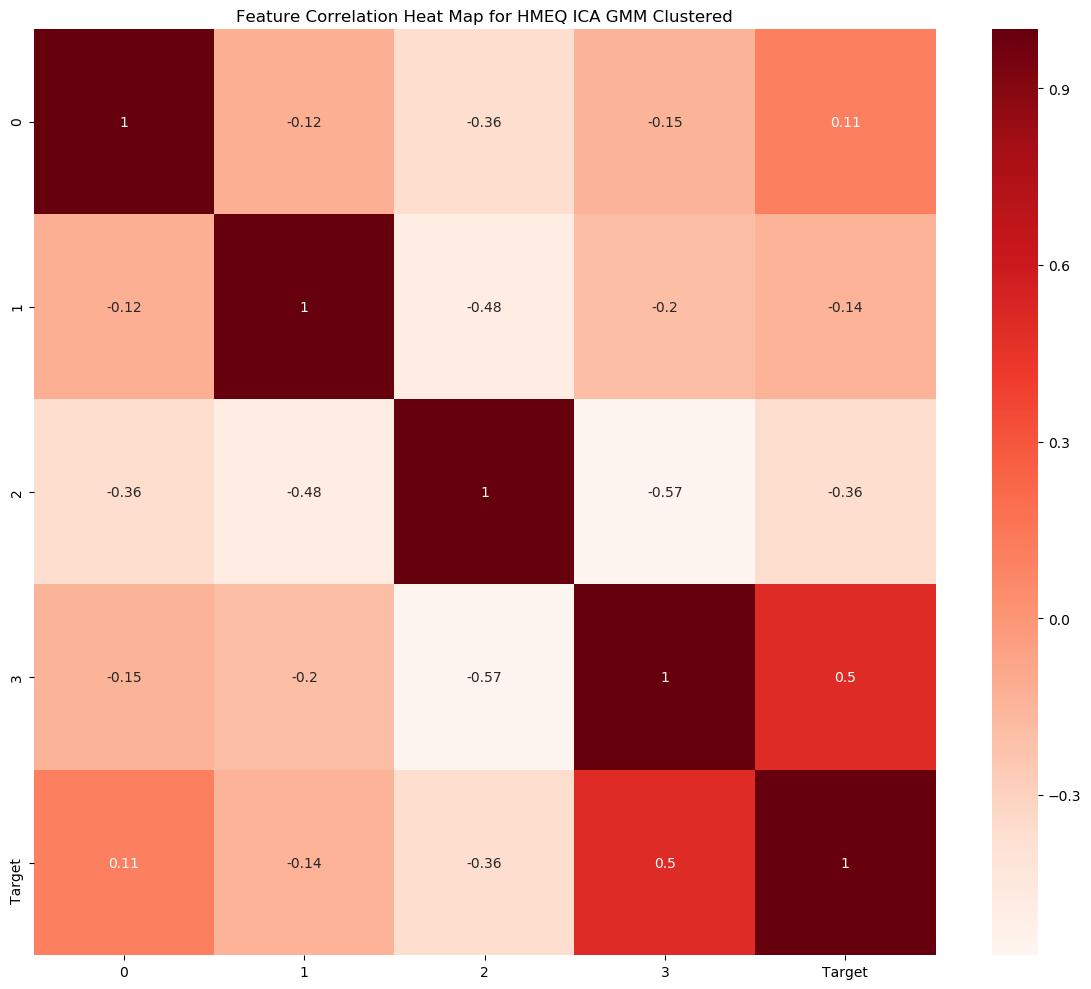 Feature Correlation Heat Map for HMEQ ICA GMM Clustered
0 1 -0.12 -0.36 -0.15 0.11
1 -0.12 1 -0.48 -0.2 -0.14
2 -0.36 -0.48 1 -0.57 -0.36
3 -0.15 -0.2 -0.57 1 0.5
Target 0.11 -0.14 -0.36 0.5 1
0 1 2 3 Target
0.9
0.6
0.3
0.0
−0.3